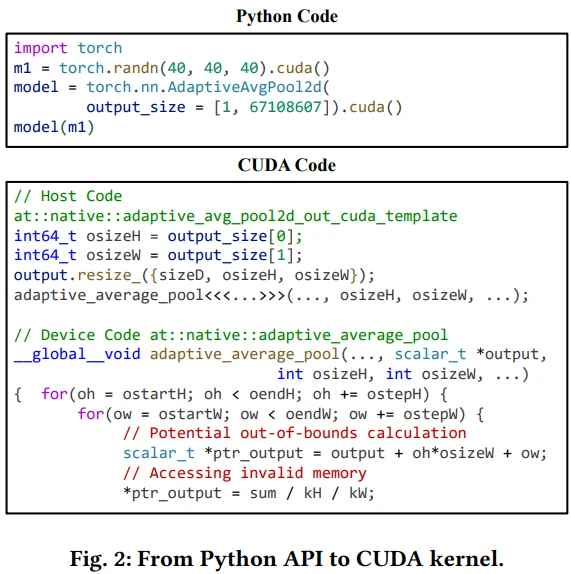 Python Code
import torch
m1 = torch.randn(40, 40, 40).cuda()
model = torch.nn.AdaptiveAvgPool2d(
        output_size = [1, 67108607]).cuda()
model(m1)
CUDA Code
// Host Code
at::native::adaptive_avg_pool2d_out_cuda_template
int64_t osizeH = output_size[0];
int64_t osizeW = output_size[1];
output.resize_({sizeD, osizeH, osizeW});
adaptive_average_pool<<<...>>>(..., osizeH, osizeW, ...);
// Device Code at::native::adaptive_average_pool
__global__void adaptive_average_pool(..., scalar_t *output,
                          int osizeH, int osizeW, ...)
{  for(oh = ostartH; oh < oendH; oh += ostepH) {
       for(ow = ostartW; ow < oendW; ow += ostepW) {
           // Potential out-of-bounds calculation
           scalar_t *ptr_output = output + oh*osizeW + ow;
           // Accessing invalid memory
           *ptr_output = sum / kH / kW;
Fig. 2: From Python API to CUDA kernel.